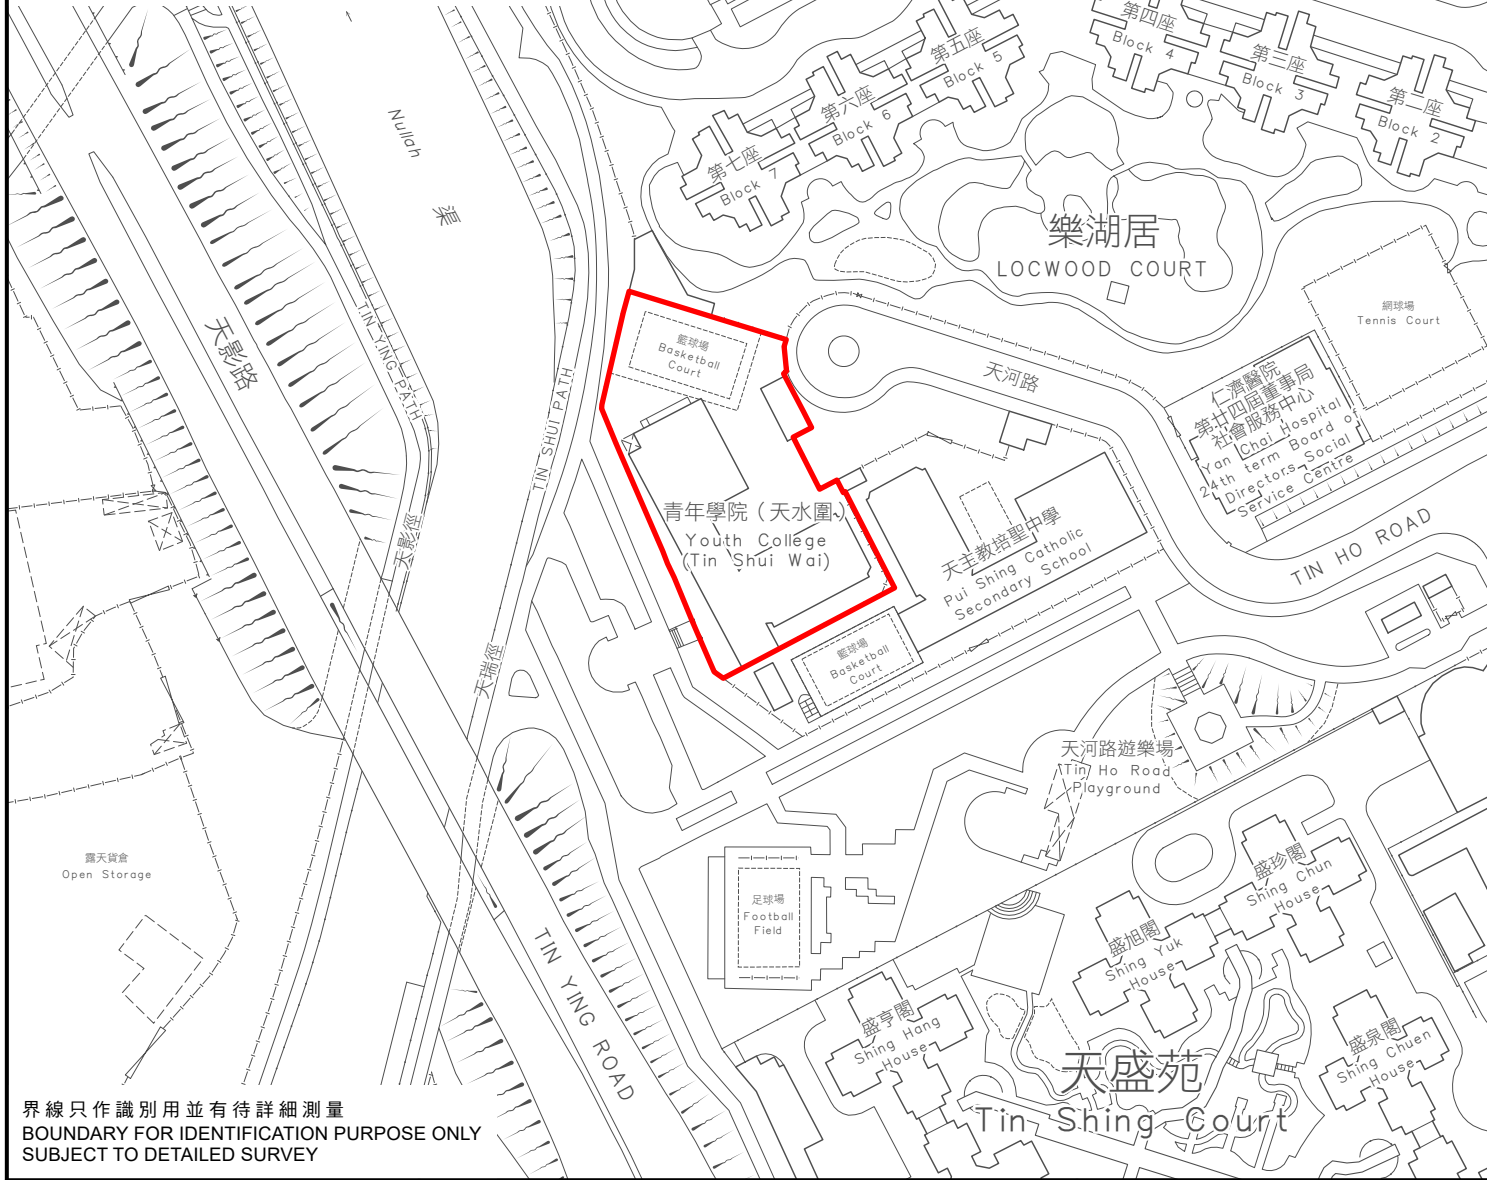 第四座
Block 4
第三座
Block 3
第二座
Block 2
第五座
Block 5
第六座
Block 6
第七座
Block 7
Nullah
渠
樂湖居
LOCWOOD COURT
網球場
Tennis Court
天影路
TIN YING PATH
天影徑
TIN SHUI PATH
天瑞徑
籃球場
Basketball
Court
天河路
仁濟醫院
第廿四屆董事局
社會服務中心
Yan Chai Hospital
24th term Board of
Directors Social
Service Centre
青年學院（天水圍）
Youth College
(Tin Shui Wai)
天主教培聖中學
Pui Shing Catholic
Secondary School
TIN HO ROAD
籃球場
Basketball
Court
天河路遊樂場
Tin Ho Road
Playground
露天貨倉
Open Storage
足球場
Football
Field
盛珍閣
Shing Chun
House
盛旭閣
Shing Yuk
House
盛亨閣
Shing Hang
House
盛泉閣
Shing Chuen
House
TIN YING ROAD
天盛苑
Tin Shing Court
界線只作識別用並有待詳細測量
BOUNDARY FOR IDENTIFICATION PURPOSE ONLY
SUBJECT TO DETAILED SURVEY